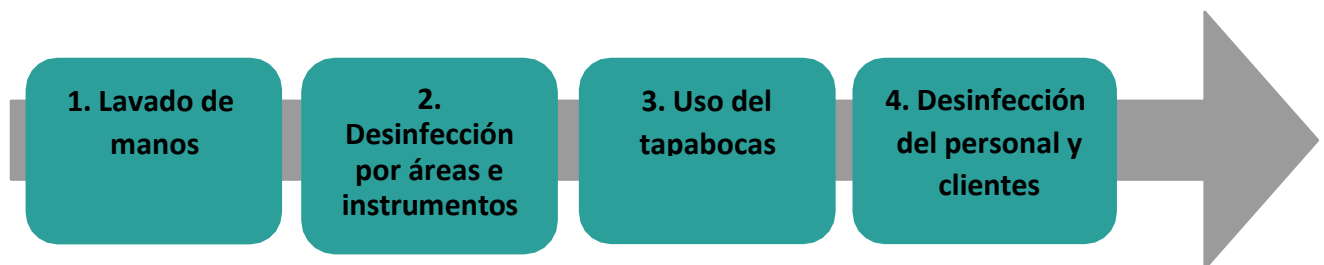 1. Lavado de
manos
2.
Desinfección
por áreas e
instrumentos
3. Uso del
tapabocas
4. Desinfección
del personal y
clientes